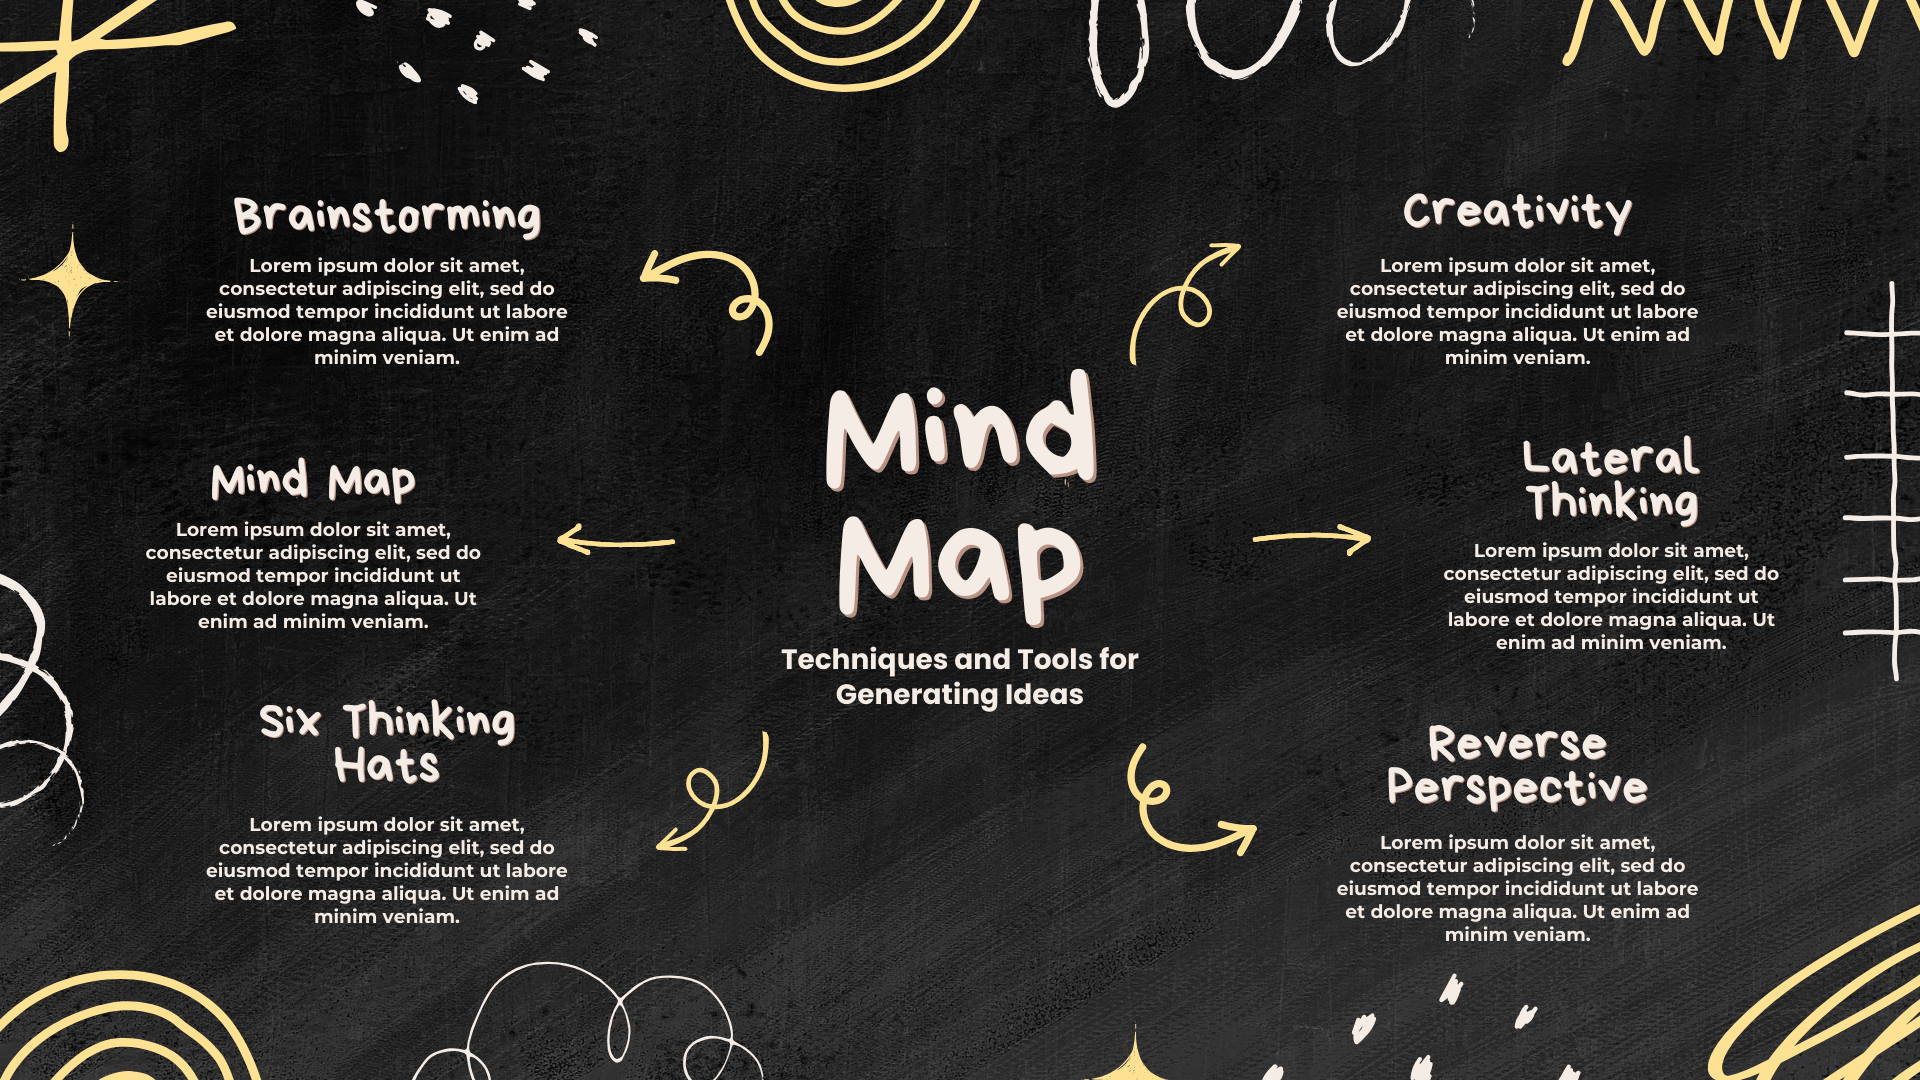 Brainstorming
Lorem ipsum dolor sit amet,
consectetur adipiscing elit, sed do
eiusmod tempor incididunt ut labore
et dolore magna aliqua. Ut enim ad
minim veniam.
Mind Map
Lorem ipsum dolor sit amet,
consectetur adipiscing elit, sed do
eiusmod tempor incididunt ut
labore et dolore magna aliqua. Ut
enim ad minim veniam.
Six Thinking
Hats
Lorem ipsum dolor sit amet,
consectetur adipiscing elit, sed do
eiusmod tempor incididunt ut labore
et dolore magna aliqua. Ut enim ad
minim veniam.
Mind
Map
Techniques and Tools for
Generating Ideas
Creativity
Lorem ipsum dolor sit amet,
consectetur adipiscing elit, sed do
eiusmod tempor incididunt ut labore
et dolore magna aliqua. Ut enim ad
minim veniam.
Lateral
Thinking
Lorem ipsum dolor sit amet,
consectetur adipiscing elit, sed do
eiusmod tempor incididunt ut
labore et dolore magna aliqua. Ut
enim ad minim veniam.
Reverse
Perspective
Lorem ipsum dolor sit amet,
consectetur adipiscing elit, sed do
eiusmod tempor incididunt ut labore
et dolore magna aliqua. Ut enim ad
minim veniam.